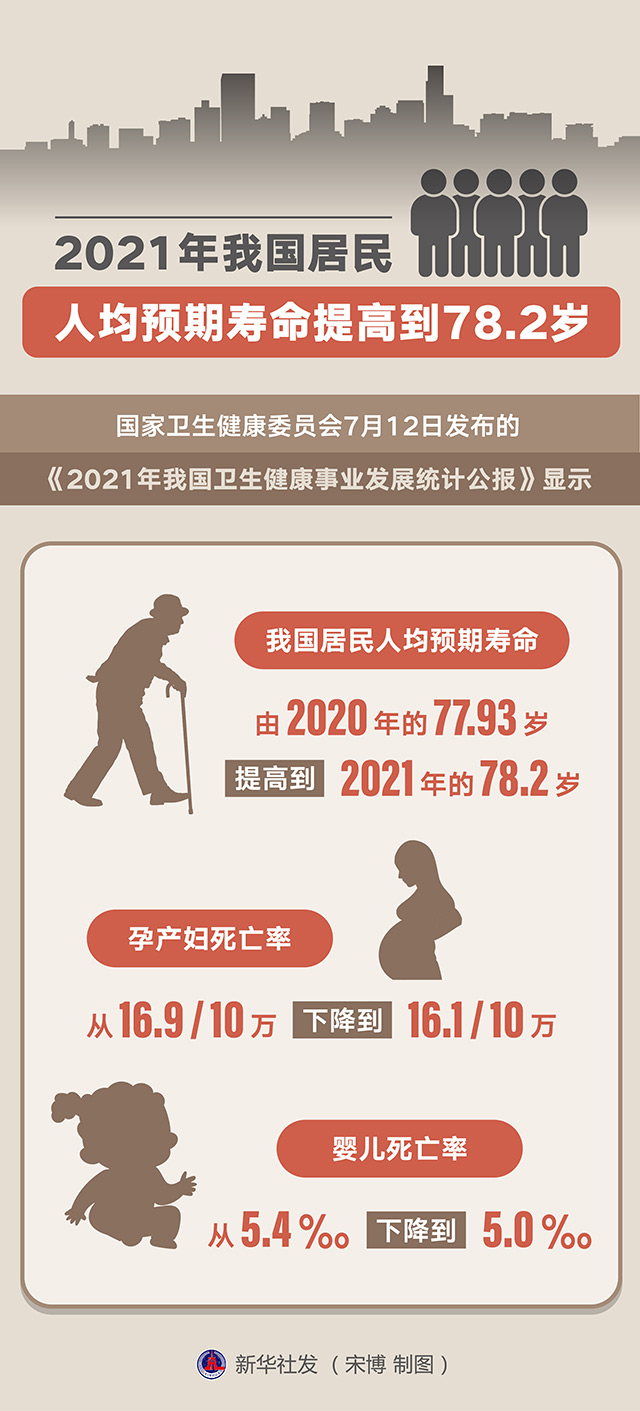 2021年我国居民
人均预期寿命提高到78.2岁
国家卫生健康委员会7月12日发布的
《2021年我国卫生健康事业发展统计公报》显示
我国居民人均预期寿命
由2020年的77.93岁
提高到 2021年的78.2岁
孕产妇死亡率
从16.9/10万 下降到 16.1/10万
婴儿死亡率
从5.4‰ 下降到 5.0‰
新华社发（宋博 制图）